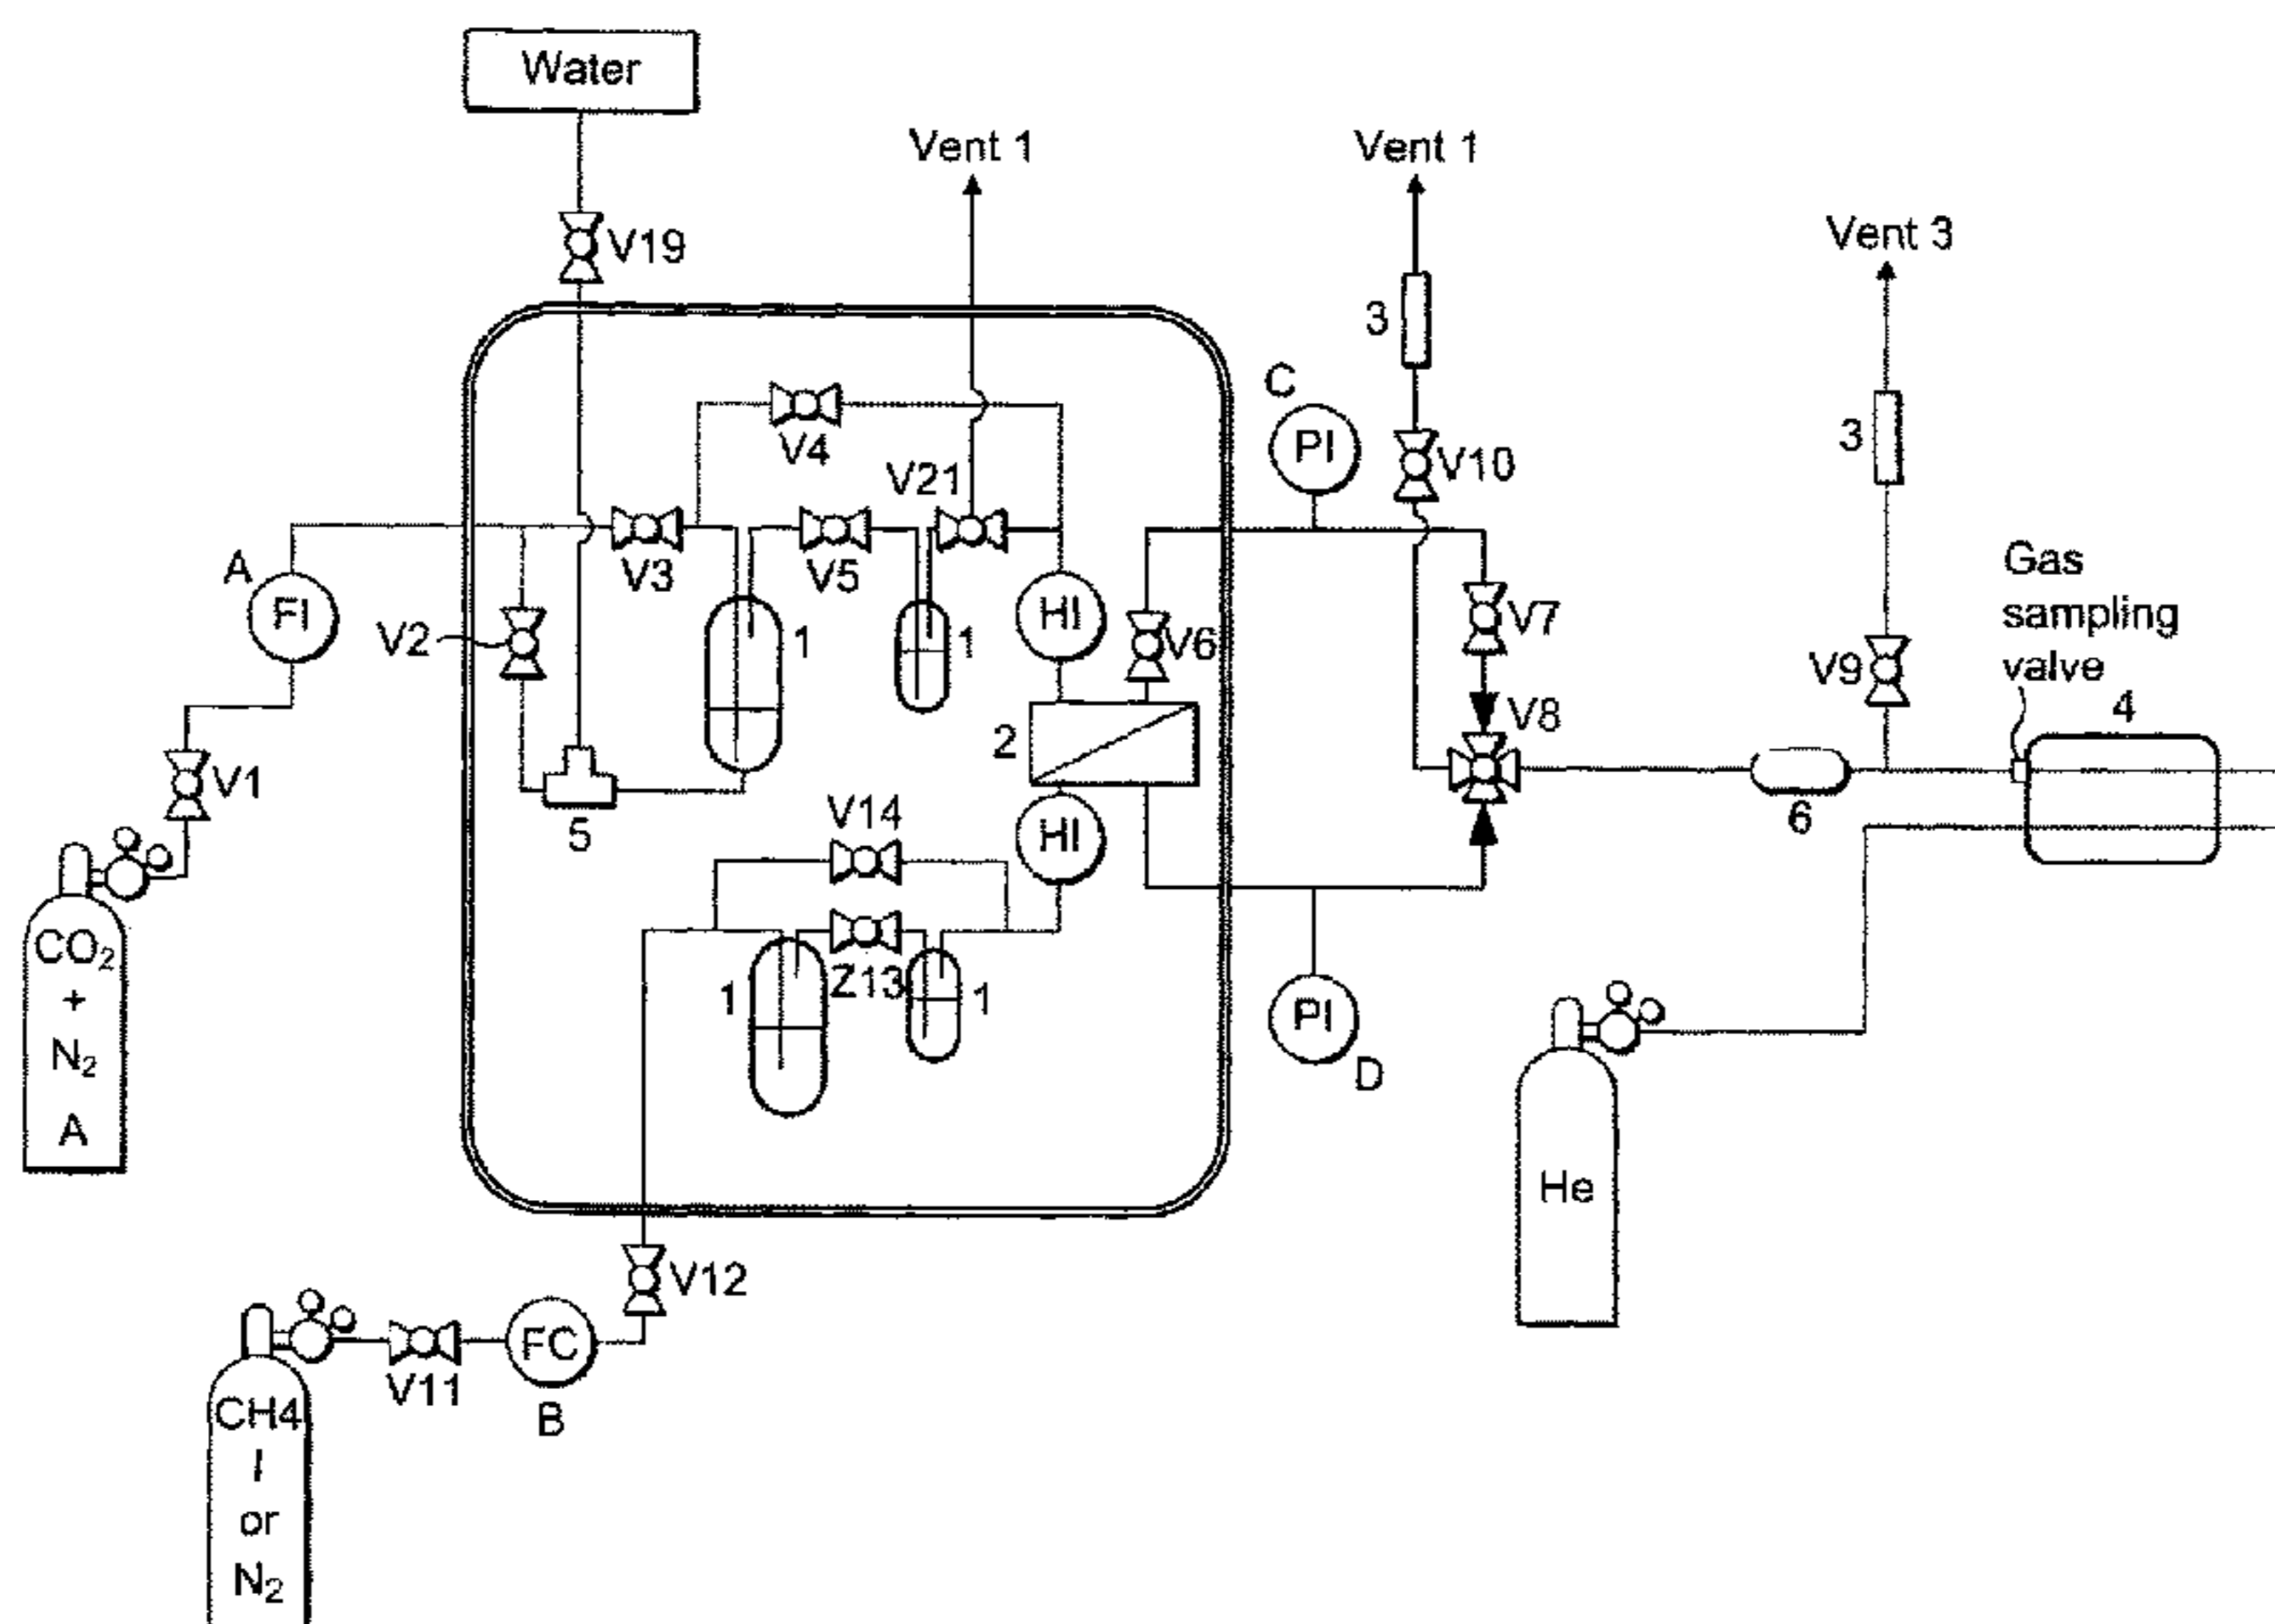 Water
Vent 1
Vent 1
Vent 3
V19
3
C
PI
V10
3
V4
V21
A
FI
V3
V5
HI
V6
V7
Gas
sampling
valve
V2
1
1
V9
V8
4
2
V1
5
V14
HI
6
CO₂
+
N₂
A
Z13
1
1
PI
D
He
V12
FC
V11
B
CH4
I
or
N₂